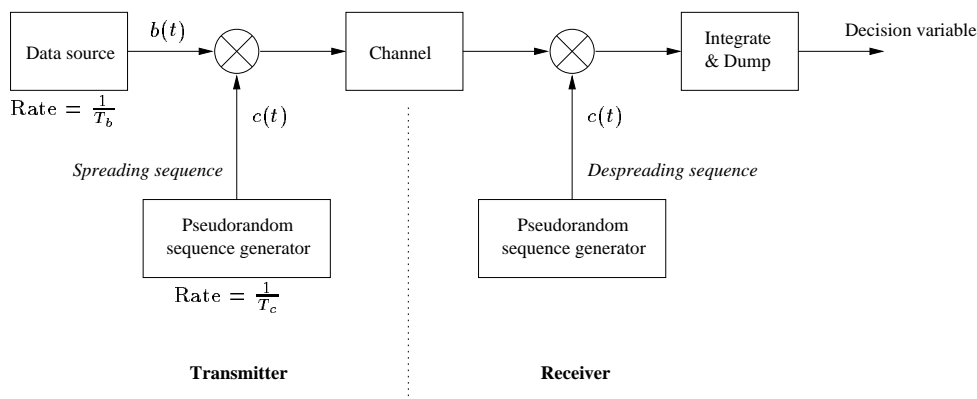 b(t)
Data source
Channel
Integrate
& Dump
Decision variable
Rate = 1/T_b
c(t)
c(t)
Spreading sequence
Despreading sequence
Pseudorandom
sequence generator
Pseudorandom
sequence generator
Rate = 1/T_c
Transmitter
Receiver